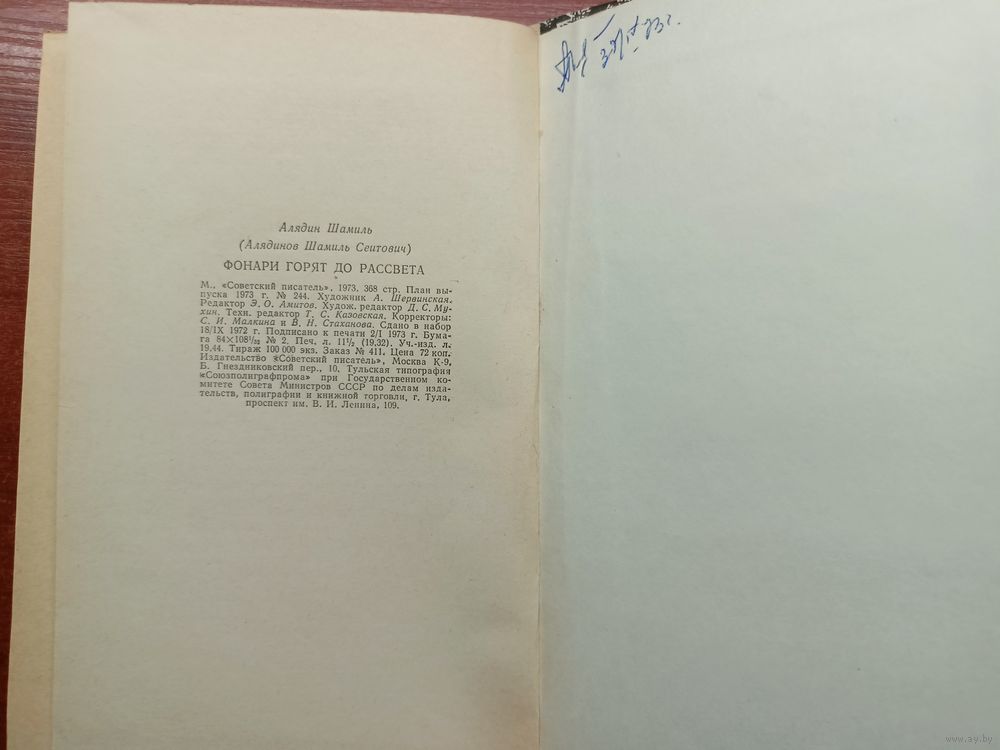 Алядин Шамиль
(Алядинов Шамиль Сеитович)
ФОНАРИ ГОРЯТ ДО РАССВЕТА
М., «Советский писатель», 1973, 368 стр. План вы-
пуска 1973 г. № 244. Художник А. Шервинская.
Редактор Э. О. Амитов. Худож. редактор Д. С. Му-
хин. Техн. редактор Т. С. Казовская. Корректоры:
С. И. Малкина и В. Н. Стаханова. Сдано в набор
18/IX 1972 г. Подписано к печати 2/I 1973 г. Бума-
га 84×108¹/₃₂ № 2. Печ. л. 11¹/₂ (19,32). Уч.-изд. л.
19,44. Тираж 100 000 экз. Заказ № 411. Цена 72 коп.
Издательство «Советский писатель», Москва К-9,
Б. Гнездниковский пер., 10. Тульская типография
«Союзполиграфпрома» при Государственном ко-
митете Совета Министров СССР по делам изда-
тельств, полиграфии и книжной торговли, г. Тула,
проспект им. В. И. Ленина, 109.
www.ay.by